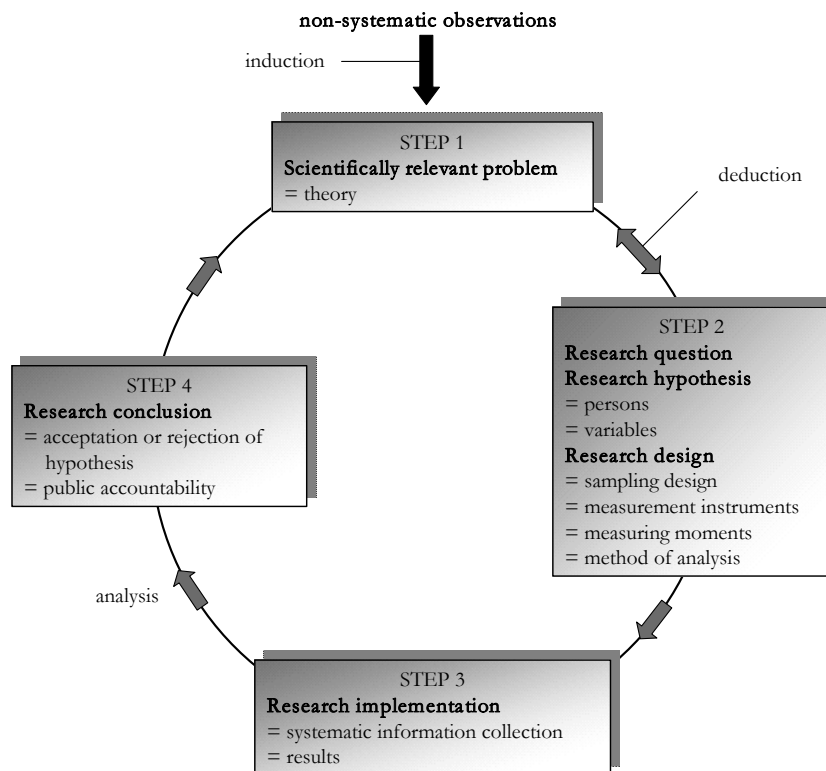 non-systematic observations
induction
STEP 1
Scientifically relevant problem
= theory
deduction
STEP 2
Research question
Research hypothesis
= persons
= variables
Research design
= sampling design
= measurement instruments
= measuring moments
= method of analysis
STEP 3
Research implementation
= systematic information collection
= results
analysis
STEP 4
Research conclusion
= acceptation or rejection of
hypothesis
= public accountability